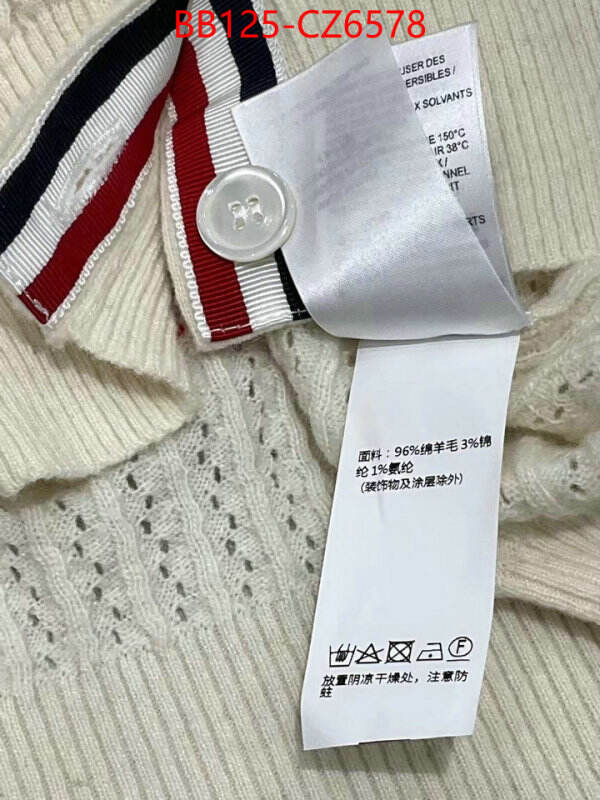 BB125-CZ6578
USER DES
ERSIBLES /
X SOLVANTS
E 150°C
IR 38°C
X /
NNEL
IT
RTS
面料：96%绵羊毛 3%锦
纶 1%氨纶
（装饰物及涂层除外）
F
放置阴凉干燥处，注意防
蛀